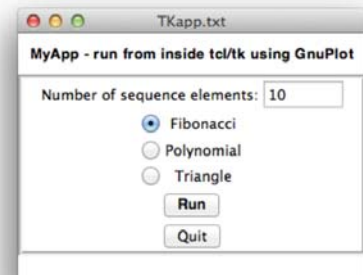 TKapp.txt
MyApp - run from inside tcl/tk using GnuPlot
Number of sequence elements: 10
Fibonacci
Polynomial
Triangle
Run
Quit